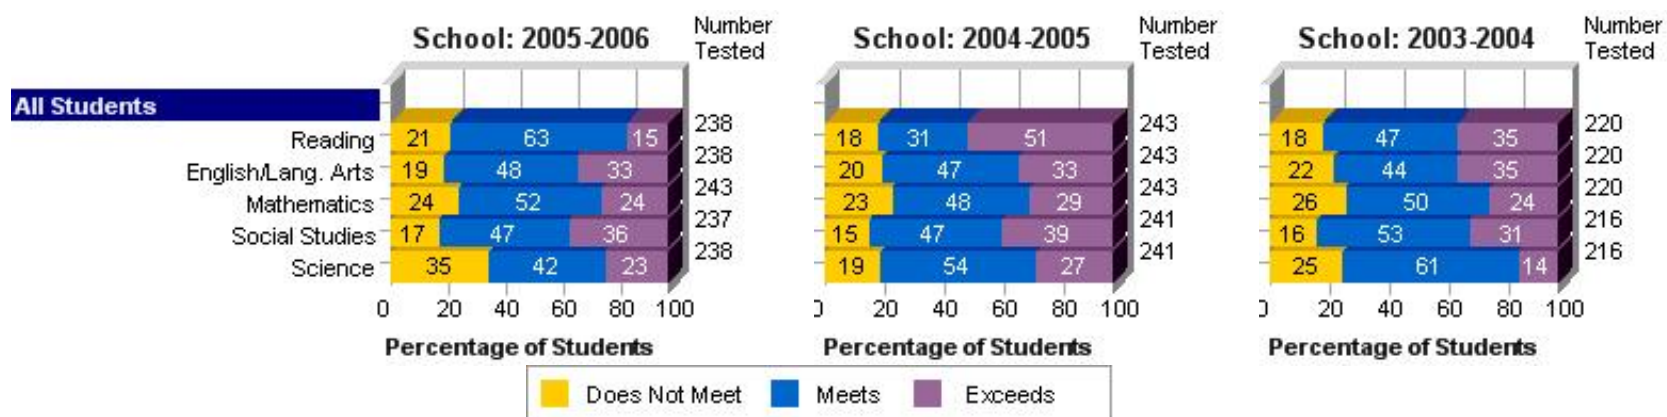 School: 2005-2006
Number
Tested
School: 2004-2005
Number
Tested
School: 2003-2004
Number
Tested
All Students
Reading 21 63 15 238 18 31 51 243 18 47 35 220
English/Lang. Arts 19 48 33 238 20 47 33 243 22 44 35 220
Mathematics 24 52 24 243 23 48 29 243 26 50 24 220
Social Studies 17 47 36 237 15 47 39 241 16 53 31 216
Science 35 42 23 238 19 54 27 241 25 61 14 216
0 20 40 60 80 100 0 20 40 60 80 100 0 20 40 60 80 100
Percentage of Students Percentage of Students Percentage of Students
Does Not Meet Meets Exceeds